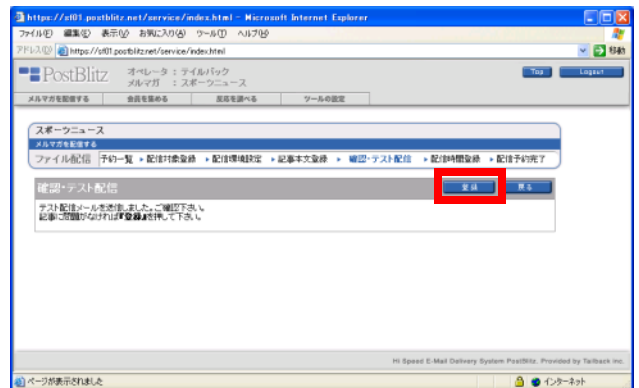 https://sf01.postblitz.net/service/index.html - Microsoft Internet Explorer
ファイル(F) 編集(E) 表示(V) お気に入り(A) ツール(T) ヘルプ(H)
アドレス(D) https://sf01.postblitz.net/service/index.html 移動
PostBlitz オペレータ : テイルバック Top Logout
メルマガ : スポーツニュース
メルマガを配信する 会員を集める 反応を調べる ツールの設定
スポーツニュース
メルマガを配信する
ファイル配信 予約一覧 ▸ 配信対象登録 ▸ 配信環境設定 ▸ 記事本文登録 ▸ 確認・テスト配信 ▸ 配信時間登録 ▸ 配信予約完了
確認・テスト配信 登録 戻る
テスト配信メールを送信しました。ご確認下さい。
記事に問題がなければ『登録』を押して下さい。
Hi Speed E-Mail Delivery System PostBlitz. Provided by Tailback inc.
ページが表示されました インターネット